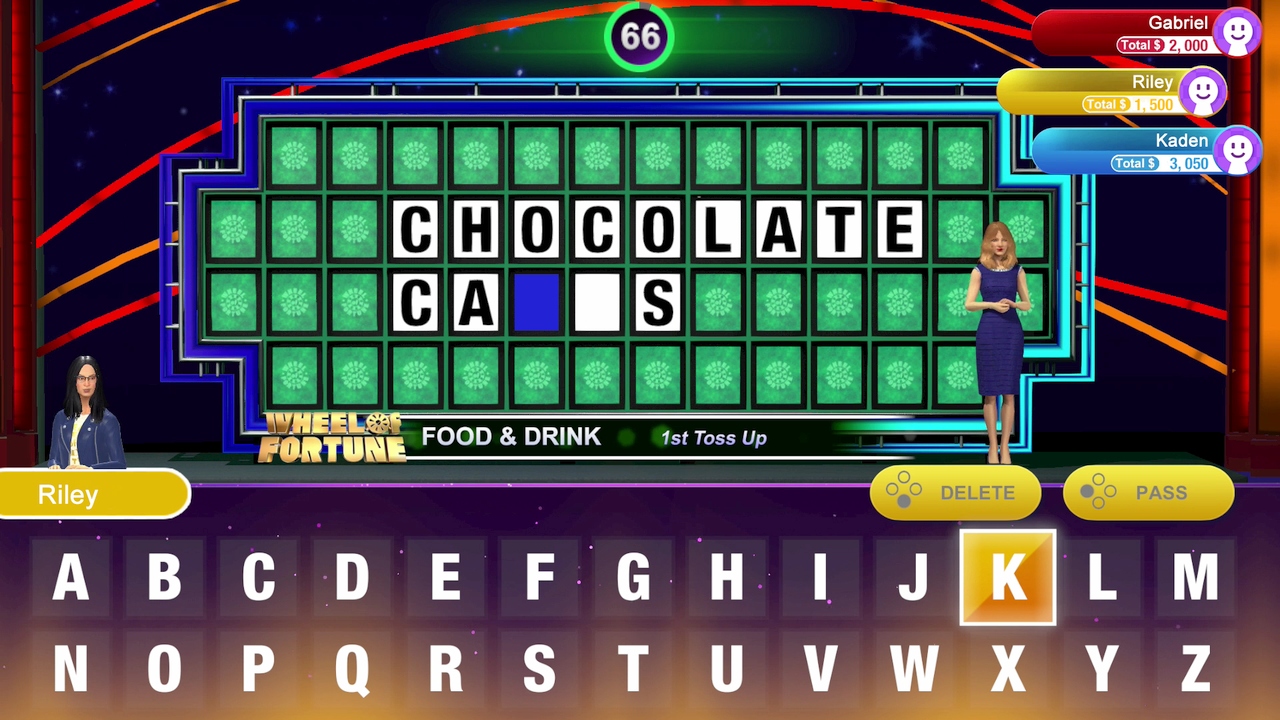 66
Gabriel
Total $ 2,000
Riley
Total $ 1,500
Kaden
Total $ 3,050
CHOCOLATE
CA S
WHEEL OF
FORTUNE
FOOD & DRINK 1st Toss Up
Riley
DELETE PASS
A B C D E F G H I J K L M
N O P Q R S T U V W X Y Z